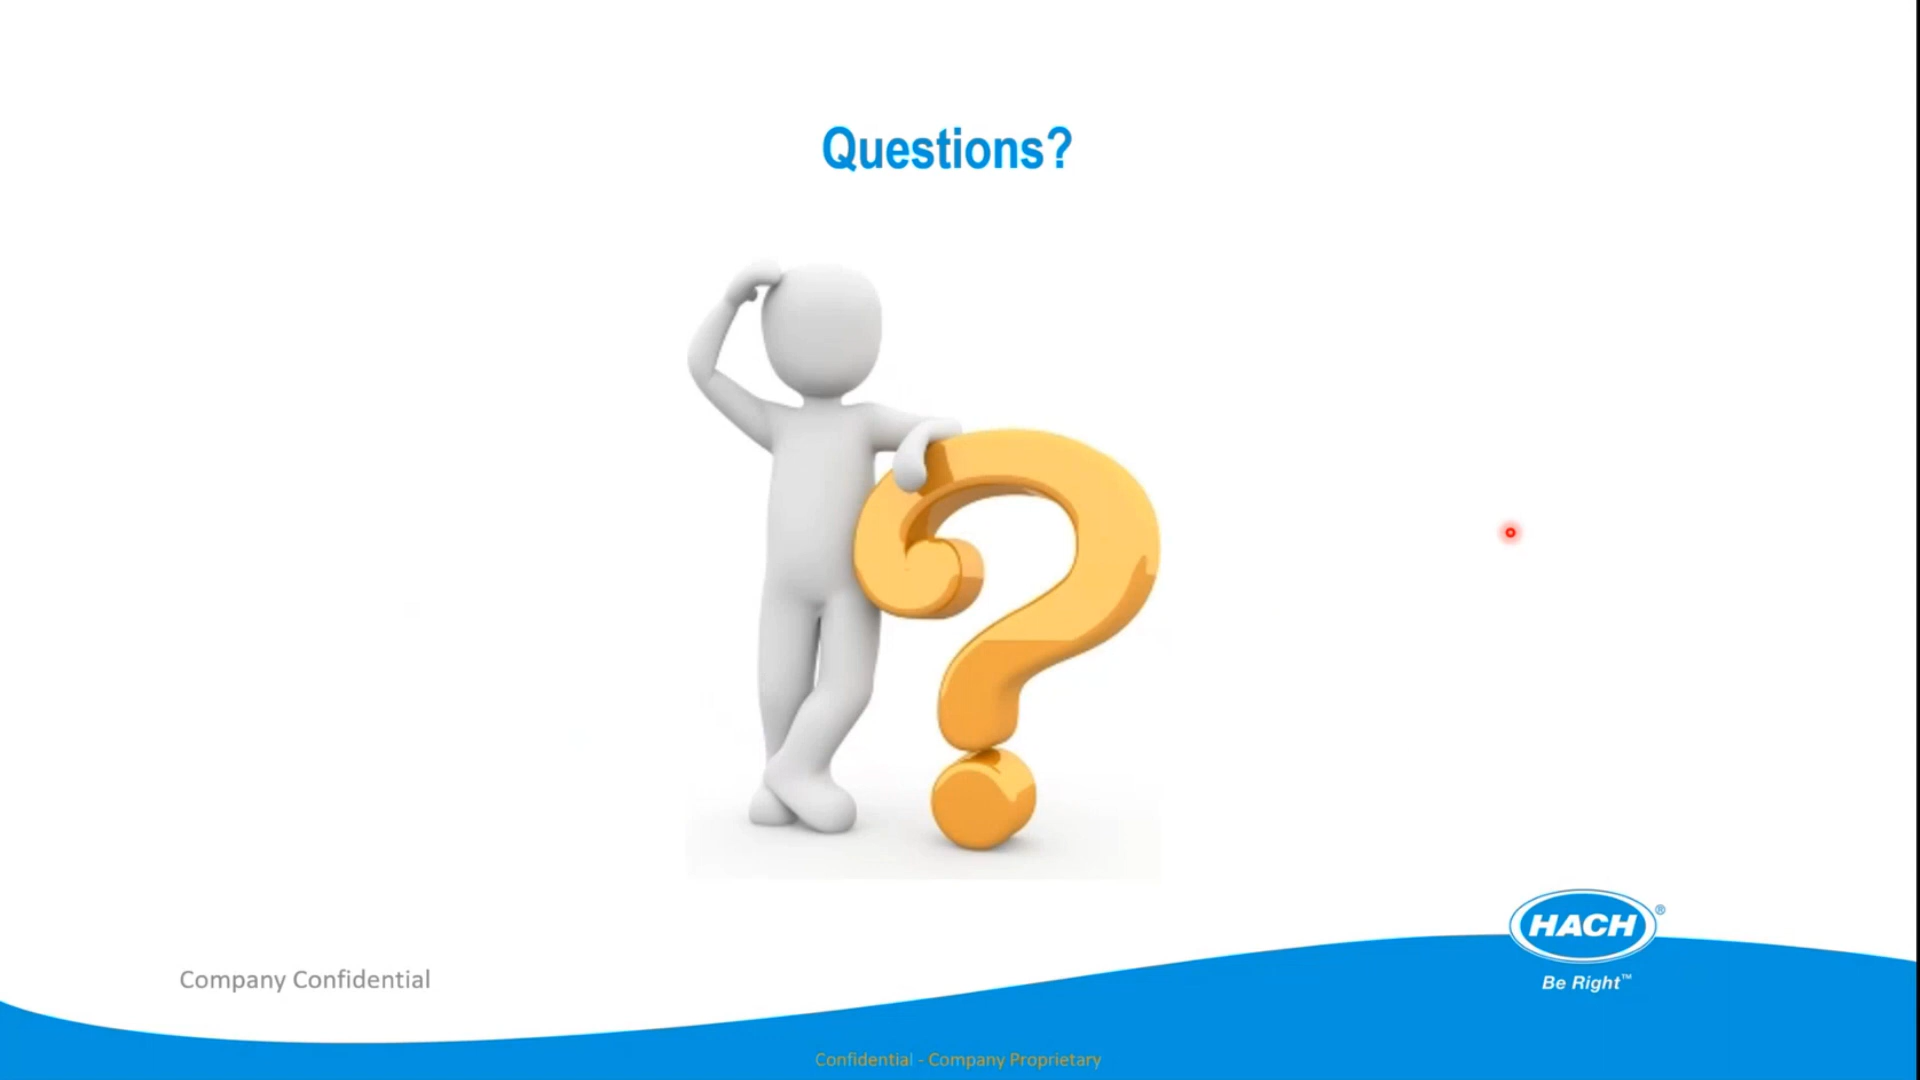 Questions?
HACH®
Be Right™
Company Confidential
Confidential - Company Proprietary